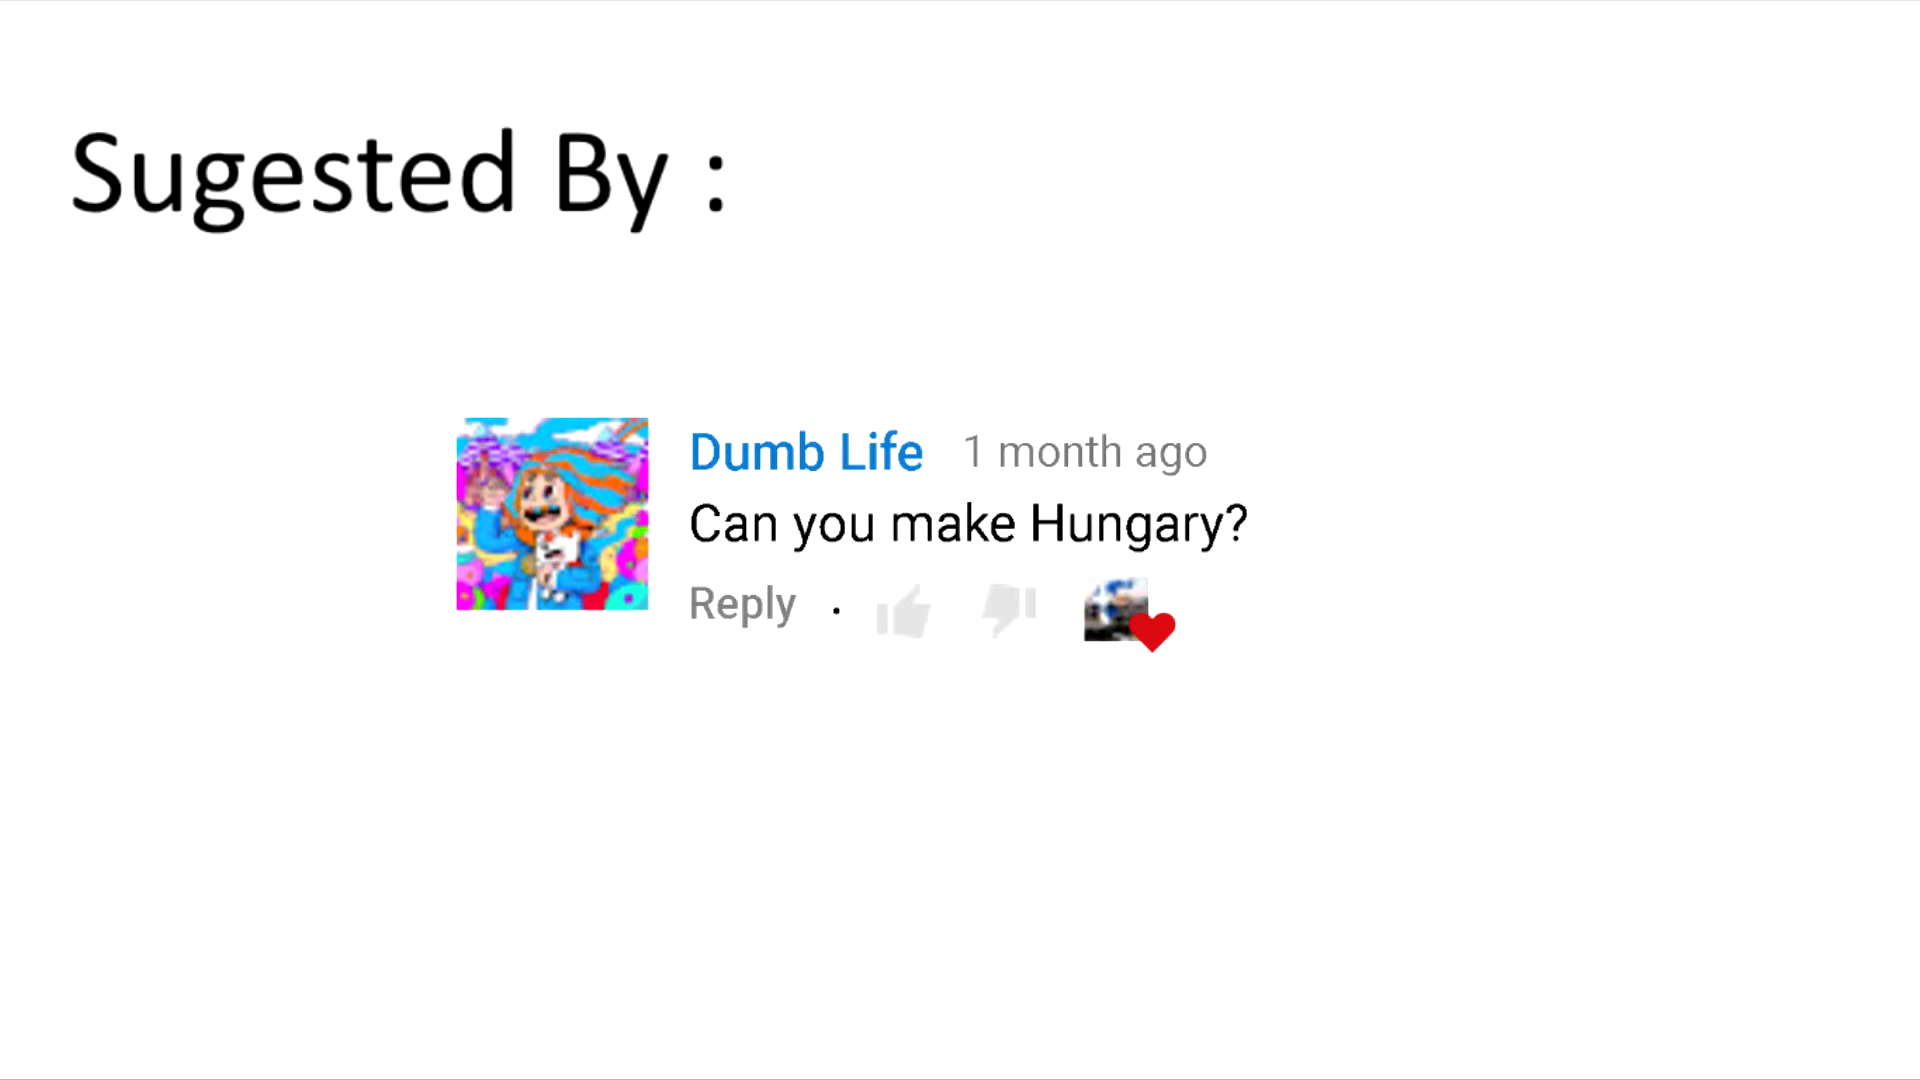 Sugested By :
Dumb Life 1 month ago
Can you make Hungary?
Reply ·